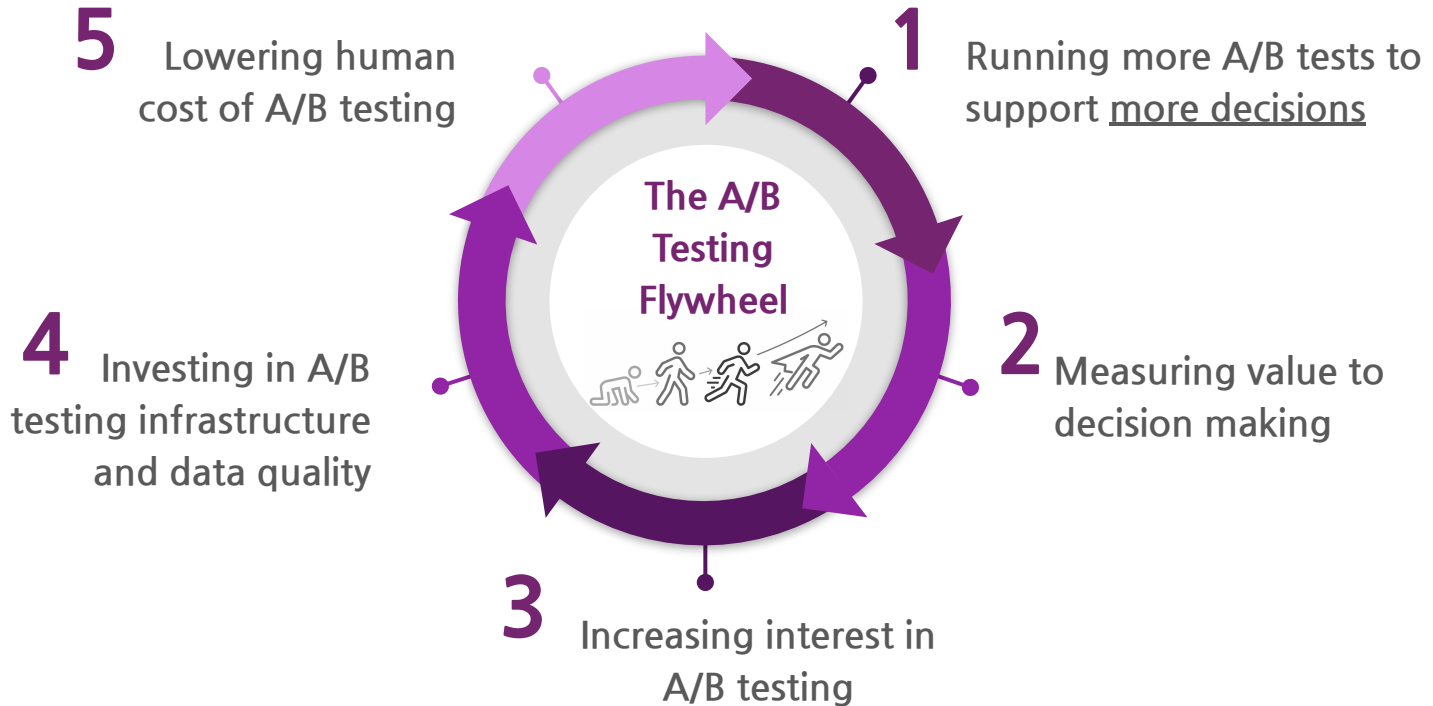 The A/B
Testing
Flywheel
1
Running more A/B tests to
support more decisions
2
Measuring value to
decision making
3
Increasing interest in
A/B testing
4
Investing in A/B
testing infrastructure
and data quality
5
Lowering human
cost of A/B testing